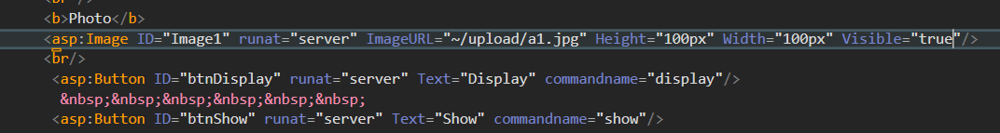 <b>Photo</b>
<asp:Image ID="Image1" runat="server" ImageURL="~/upload/a1.jpg" Height="100px" Width="100px" Visible="true"/>
<br/>
<asp:Button ID="btnDisplay" runat="server" Text="Display" commandname="display"/>
&nbsp;&nbsp;&nbsp;&nbsp;&nbsp;&nbsp;
<asp:Button ID="btnShow" runat="server" Text="Show" commandname="show"/>